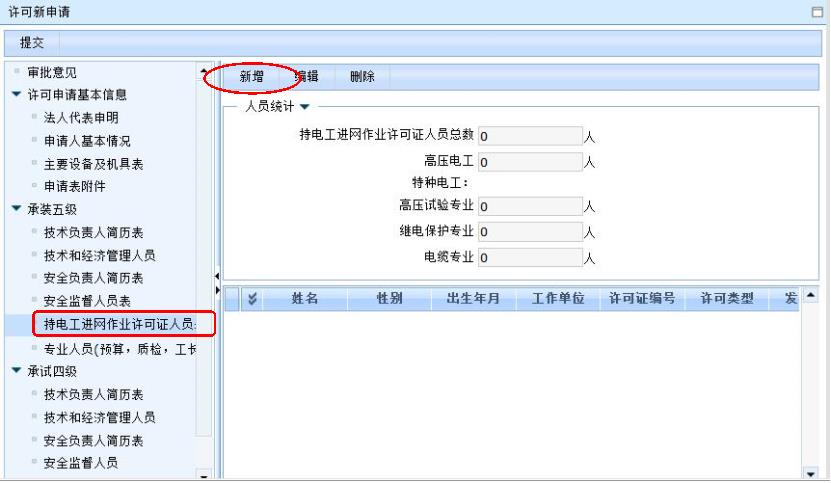 许可新申请
提交
审批意见
许可申请基本信息
法人代表申明
申请人基本情况
主要设备及机具表
申请表附件
承装五级
技术负责人简历表
技术和经济管理人员
安全负责人简历表
安全监督人员表
持电工进网作业许可证人员
专业人员(预算，质检，工长
承试四级
技术负责人简历表
技术和经济管理人员
安全负责人简历表
安全监督人员
新增 编辑 删除
人员统计
持电工进网作业许可证人员总数 0 人
高压电工 0 人
特种电工：
高压试验专业 0 人
继电保护专业 0 人
电缆专业 0 人
姓名 性别 出生年月 工作单位 许可证编号 许可类型 发